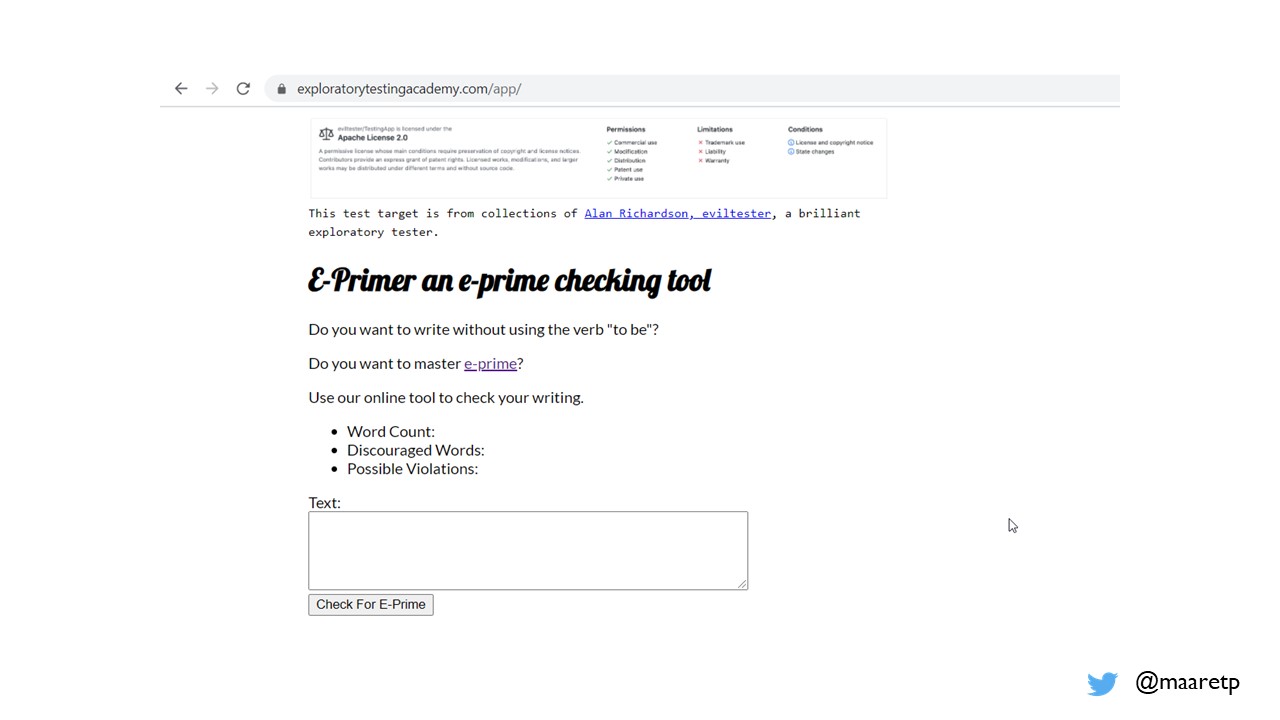 exploratorytestingacademy.com/app/
eviltester/TestingApp is licensed under the
Apache License 2.0
A permissive license whose main conditions require preservation of copyright and license notices.
Contributors provide an express grant of patent rights. Licensed works, modifications, and larger
works may be distributed under different terms and without source code.
Permissions
Commercial use
Modification
Distribution
Patent use
Private use
Limitations
Trademark use
Liability
Warranty
Conditions
License and copyright notice
State changes
This test target is from collections of Alan Richardson, eviltester, a brilliant
exploratory tester.
E-Primer an e-prime checking tool
Do you want to write without using the verb "to be"?
Do you want to master e-prime?
Use our online tool to check your writing.
• Word Count:
• Discouraged Words:
• Possible Violations:
Text:
Check For E-Prime
@maaretp